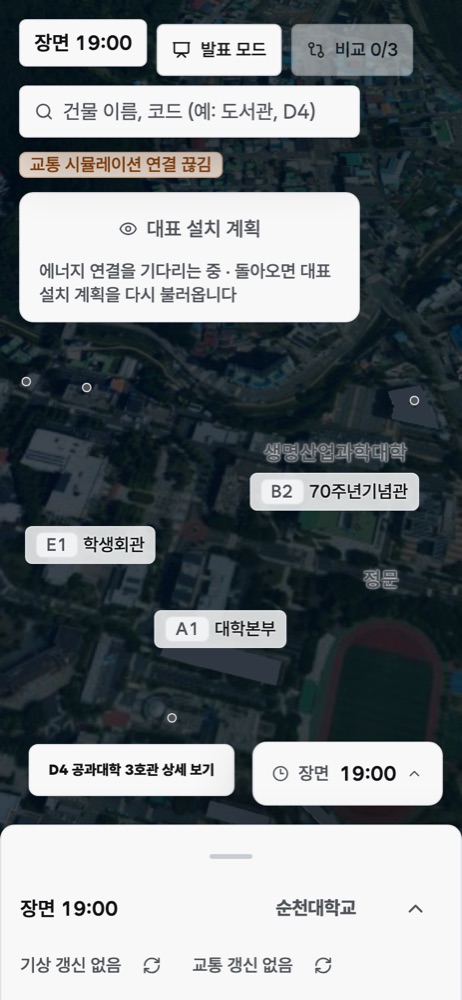 장면 19:00
발표 모드
비교 0/3
건물 이름, 코드 (예: 도서관, D4)
교통 시뮬레이션 연결 끊김
대표 설치 계획
에너지 연결을 기다리는 중 · 돌아오면 대표
설치 계획을 다시 불러옵니다
생명산업과학대학
B2 70주년기념관
E1 학생회관
정문
A1 대학본부
D4 공과대학 3호관 상세 보기
장면 19:00
장면 19:00
순천대학교
기상 갱신 없음
교통 갱신 없음